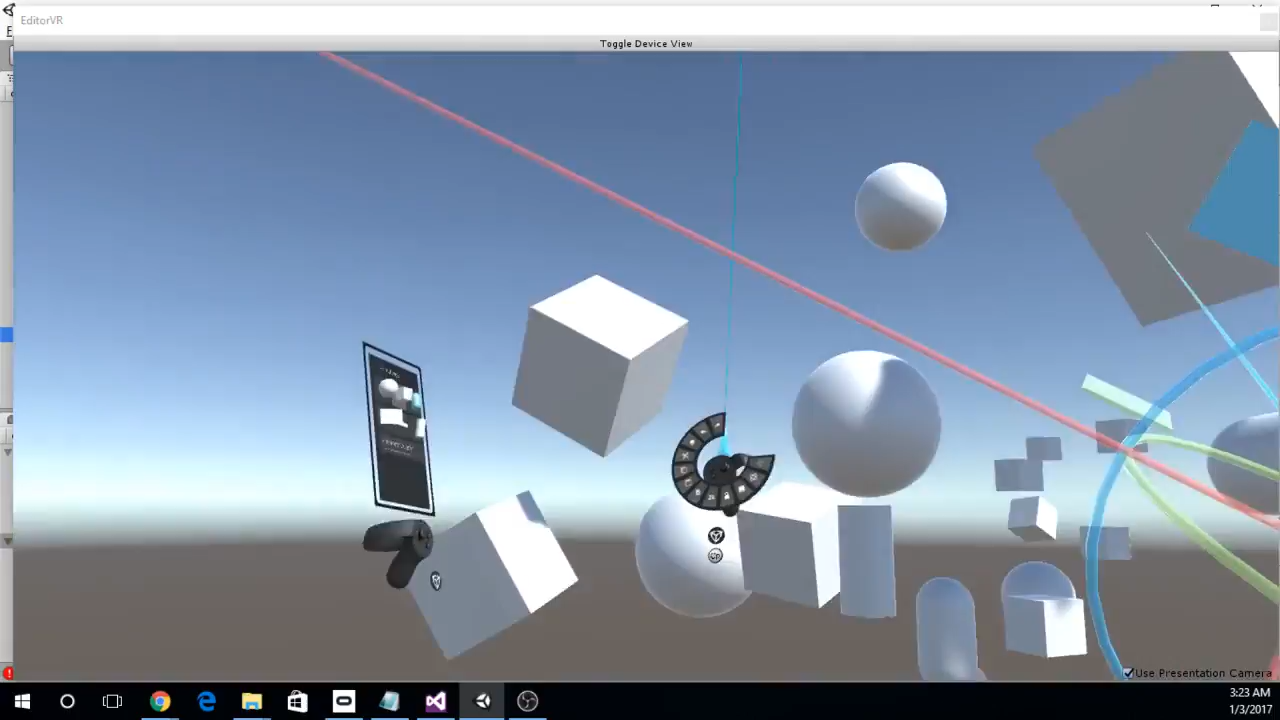 EditorVR
Toggle Device View
Use Presentation Camera
3:23 AM
1/3/2017